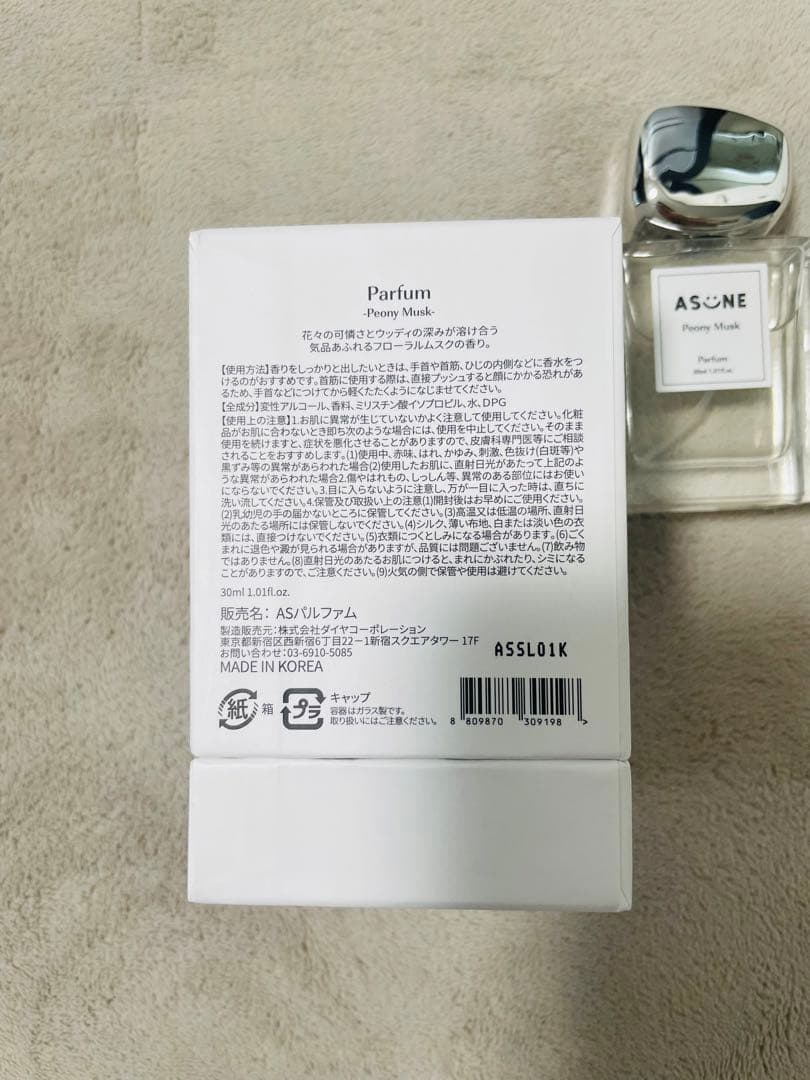 Parfum
-Peony Musk-
花々の可憐さとウッディの深みが溶け合う
気品あふれるフローラルムスクの香り。
【使用方法】香りをしっかりと出したいときは、手首や首筋、ひじの内側などに香水をつ
けるのがおすすめです。首筋に使用する際は、直接プッシュすると顔にかかる恐れがあ
るため、手首などにつけてから軽くたたくようになじませてください。
【全成分】変性アルコール、香料、ミリスチン酸イソプロピル、水、DPG
【使用上の注意】1.お肌に異常が生じていないかよく注意して使用してください。化粧
品がお肌に合わないとき即ち次のような場合には、使用を中止してください。そのまま
使用を続けますと、症状を悪化させることがありますので、皮膚科専門医等にご相談
されることをおすすめします。(1)使用中、赤味、はれ、かゆみ、刺激、色抜け(白斑等)や
黒ずみ等の異常があらわれた場合(2)使用したお肌に、直射日光があたって上記のよ
うな異常があらわれた場合2.傷やはれもの、しっしん等、異常のある部位にはお使い
にならないでください。3.目に入らないように注意し、万が一目に入った時は、直ちに
洗い流してください。4.保管及び取扱い上の注意(1)開封後はお早めにご使用ください。
(2)乳幼児の手の届かないところに保管してください。(3)高温又は低温の場所、直射日
光のあたる場所には保管しないでください。(4)シルク、薄い布地、白または淡い色の衣
類には、直接つけないでください。(5)衣類につくとしみになる場合があります。(6)ごく
まれに退色や澱が見られる場合がありますが、品質には問題ございません。(7)飲み物
ではありません。(8)直射日光のあたるお肌につけると、まれにかぶれたり、シミになる
ことがありますので、ご注意ください。(9)火気の側で保管や使用は避けてください。
30ml 1.01fl.oz.
販売名: ASパルファム
製造販売元:株式会社ダイヤコーポレーション
東京都新宿区西新宿6丁目22-1新宿スクエアタワー 17F
お問い合わせ:03-6910-5085
MADE IN KOREA
ASSL01K
紙 箱
プラ キャップ
容器はガラス製です。
取り扱いにはご注意ください。
8 809870 309198 >
ASUNE
Peony Musk
Parfum
30ml 1.01fl.oz.